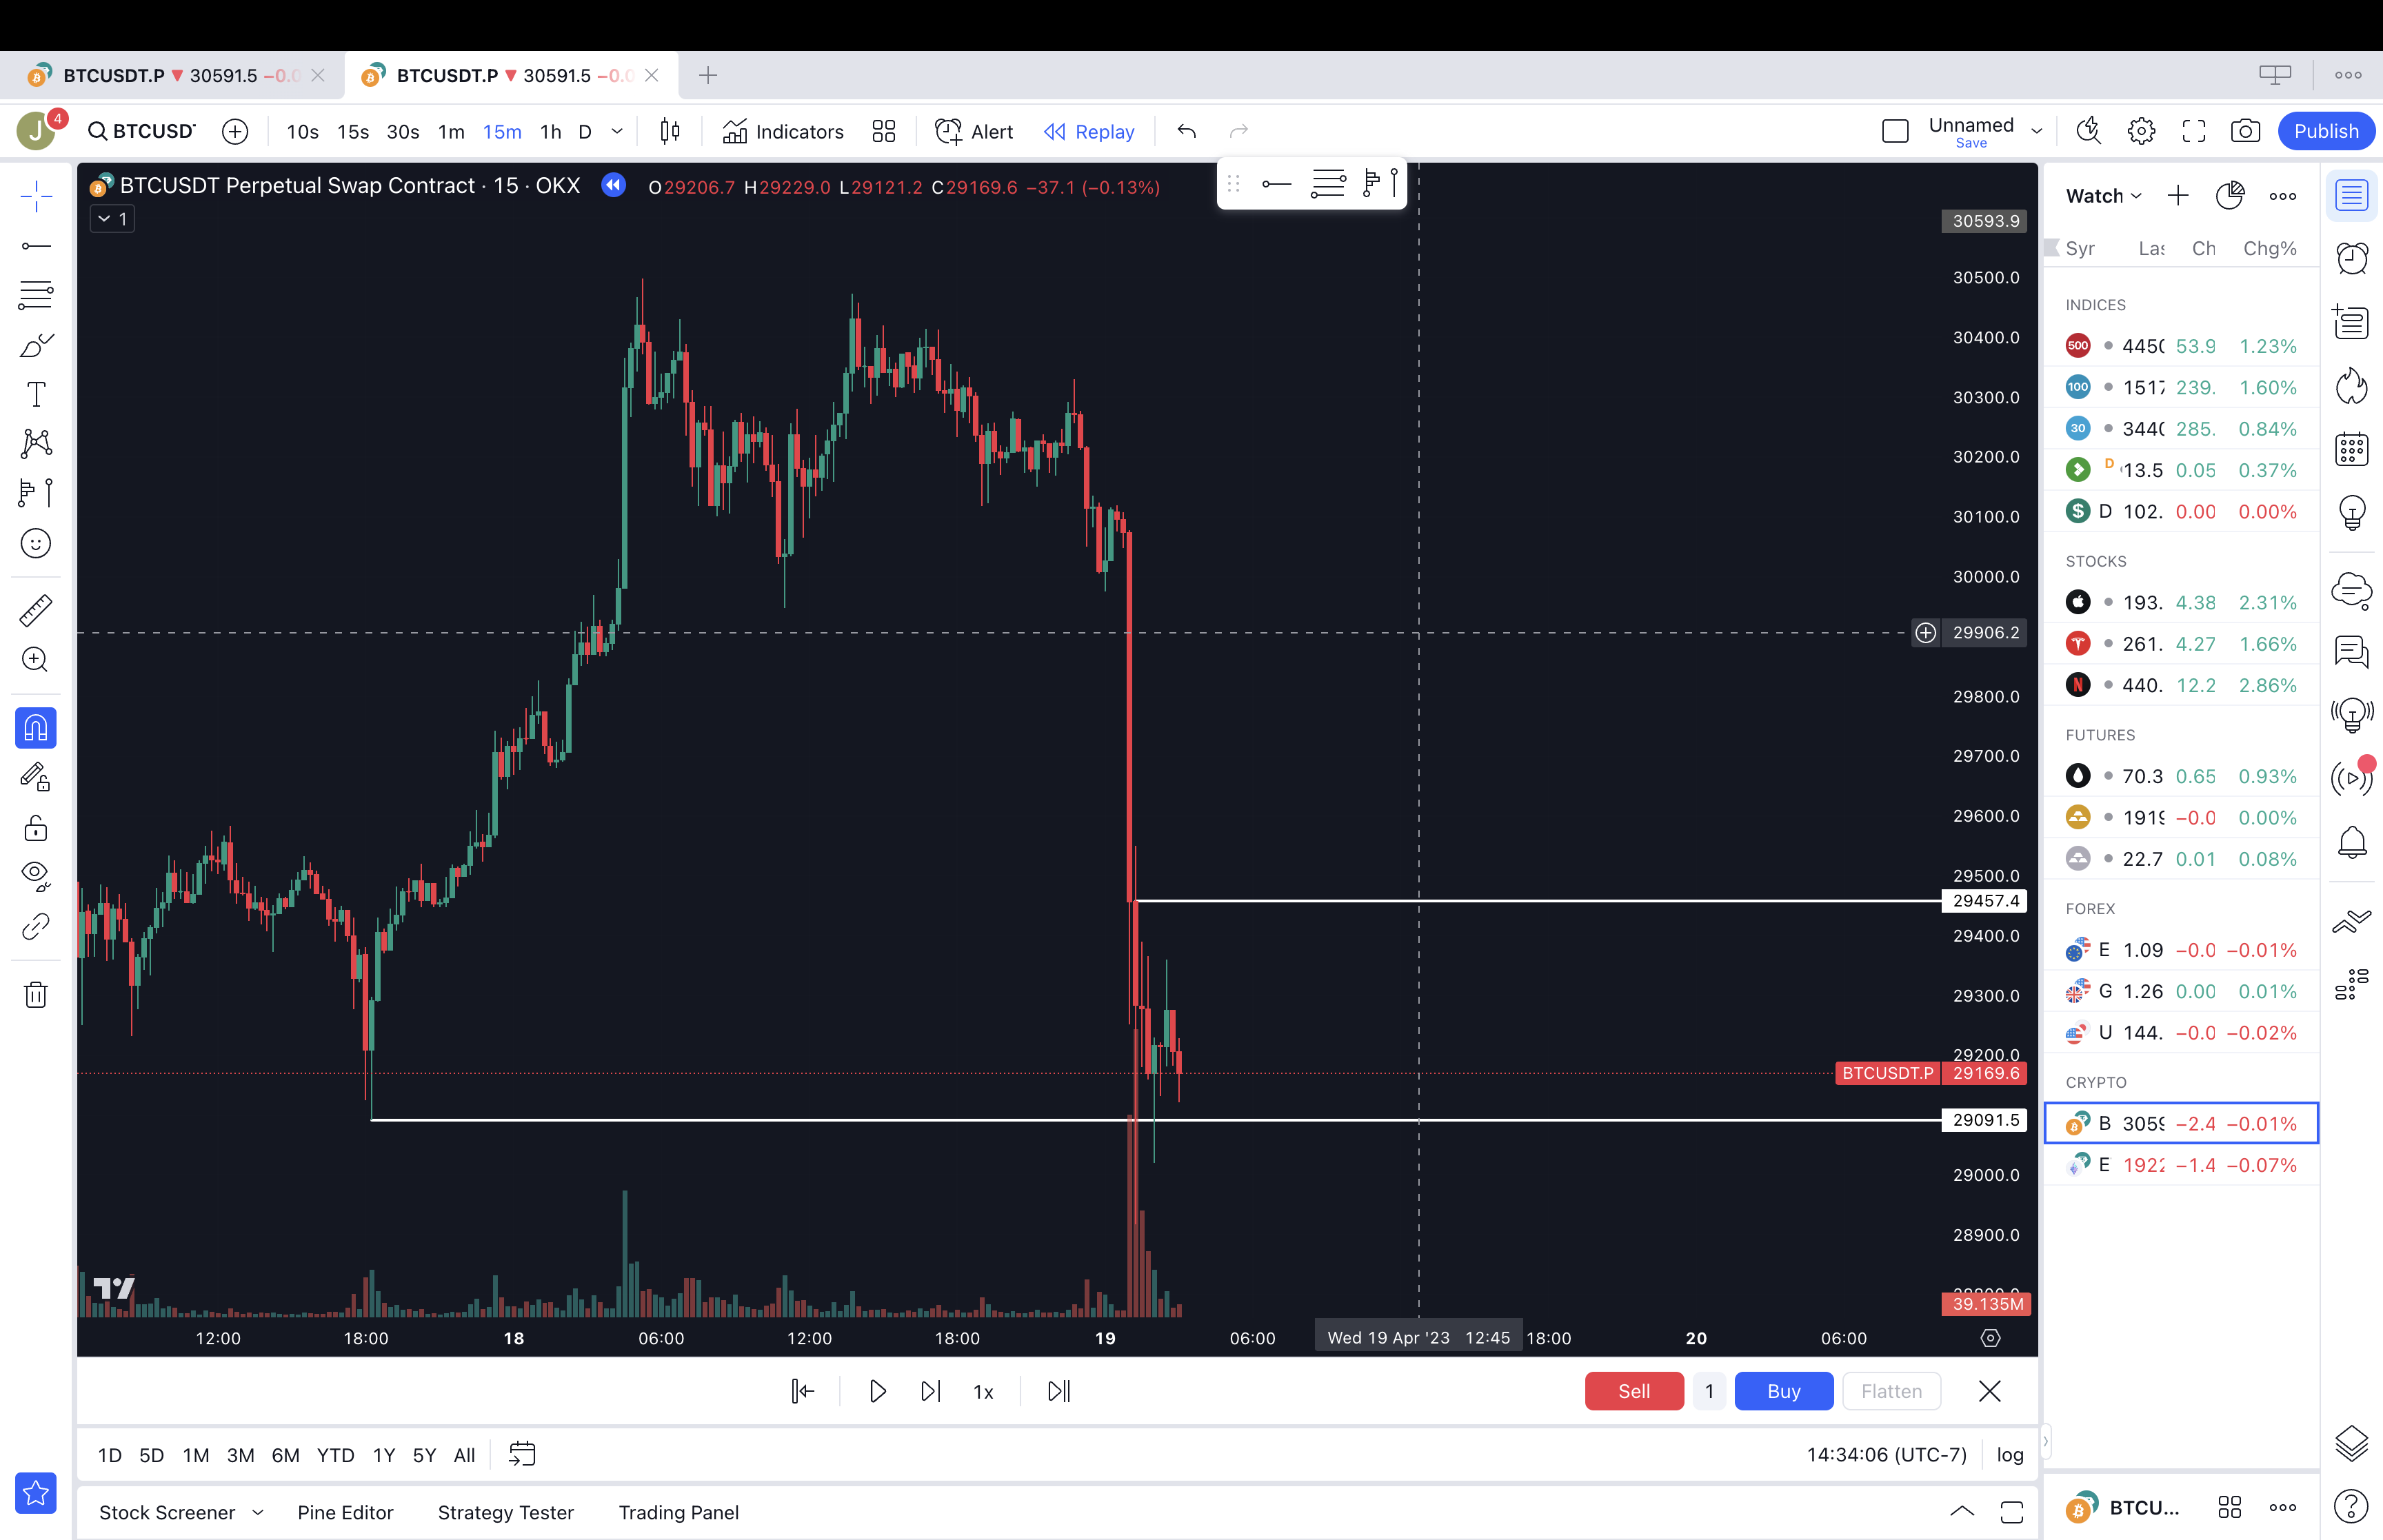 BTCUSDT.P ▼ 30591.5 −0.0
BTCUSDT.P ▼ 30591.5 −0.0
J 4 BTCUSD 10s 15s 30s 1m 15m 1h D Indicators Alert Replay Unnamed Save Publish
BTCUSDT Perpetual Swap Contract · 15 · OKX O29206.7 H29229.0 L29121.2 C29169.6 −37.1 (−0.13%)
1
30593.9
30500.0
30400.0
30300.0
30200.0
30100.0
30000.0
29906.2
29800.0
29700.0
29600.0
29500.0
29457.4
29400.0
29300.0
29200.0
BTCUSDT.P 29169.6
29091.5
29000.0
28900.0
39.135M
12:00 18:00 18 06:00 12:00 18:00 19 06:00 Wed 19 Apr '23 12:45 18:00 20 06:00
1x Sell 1 Buy Flatten
1D 5D 1M 3M 6M YTD 1Y 5Y All 14:34:06 (UTC-7) log
Stock Screener Pine Editor Strategy Tester Trading Panel
Watch
Syr Las Ch Chg%
INDICES
500 445 53.9 1.23%
100 151 239. 1.60%
30 344 285. 0.84%
D 13.5 0.05 0.37%
$ D 102. 0.00 0.00%
STOCKS
193. 4.38 2.31%
261. 4.27 1.66%
N 440. 12.2 2.86%
FUTURES
70.3 0.65 0.93%
1919 −0.0 0.00%
22.7 0.01 0.08%
FOREX
E 1.09 −0.0 −0.01%
G 1.26 0.00 0.01%
U 144. −0.0 −0.02%
CRYPTO
B 3059 −2.4 −0.01%
E 1922 −1.4 −0.07%
BTCU...